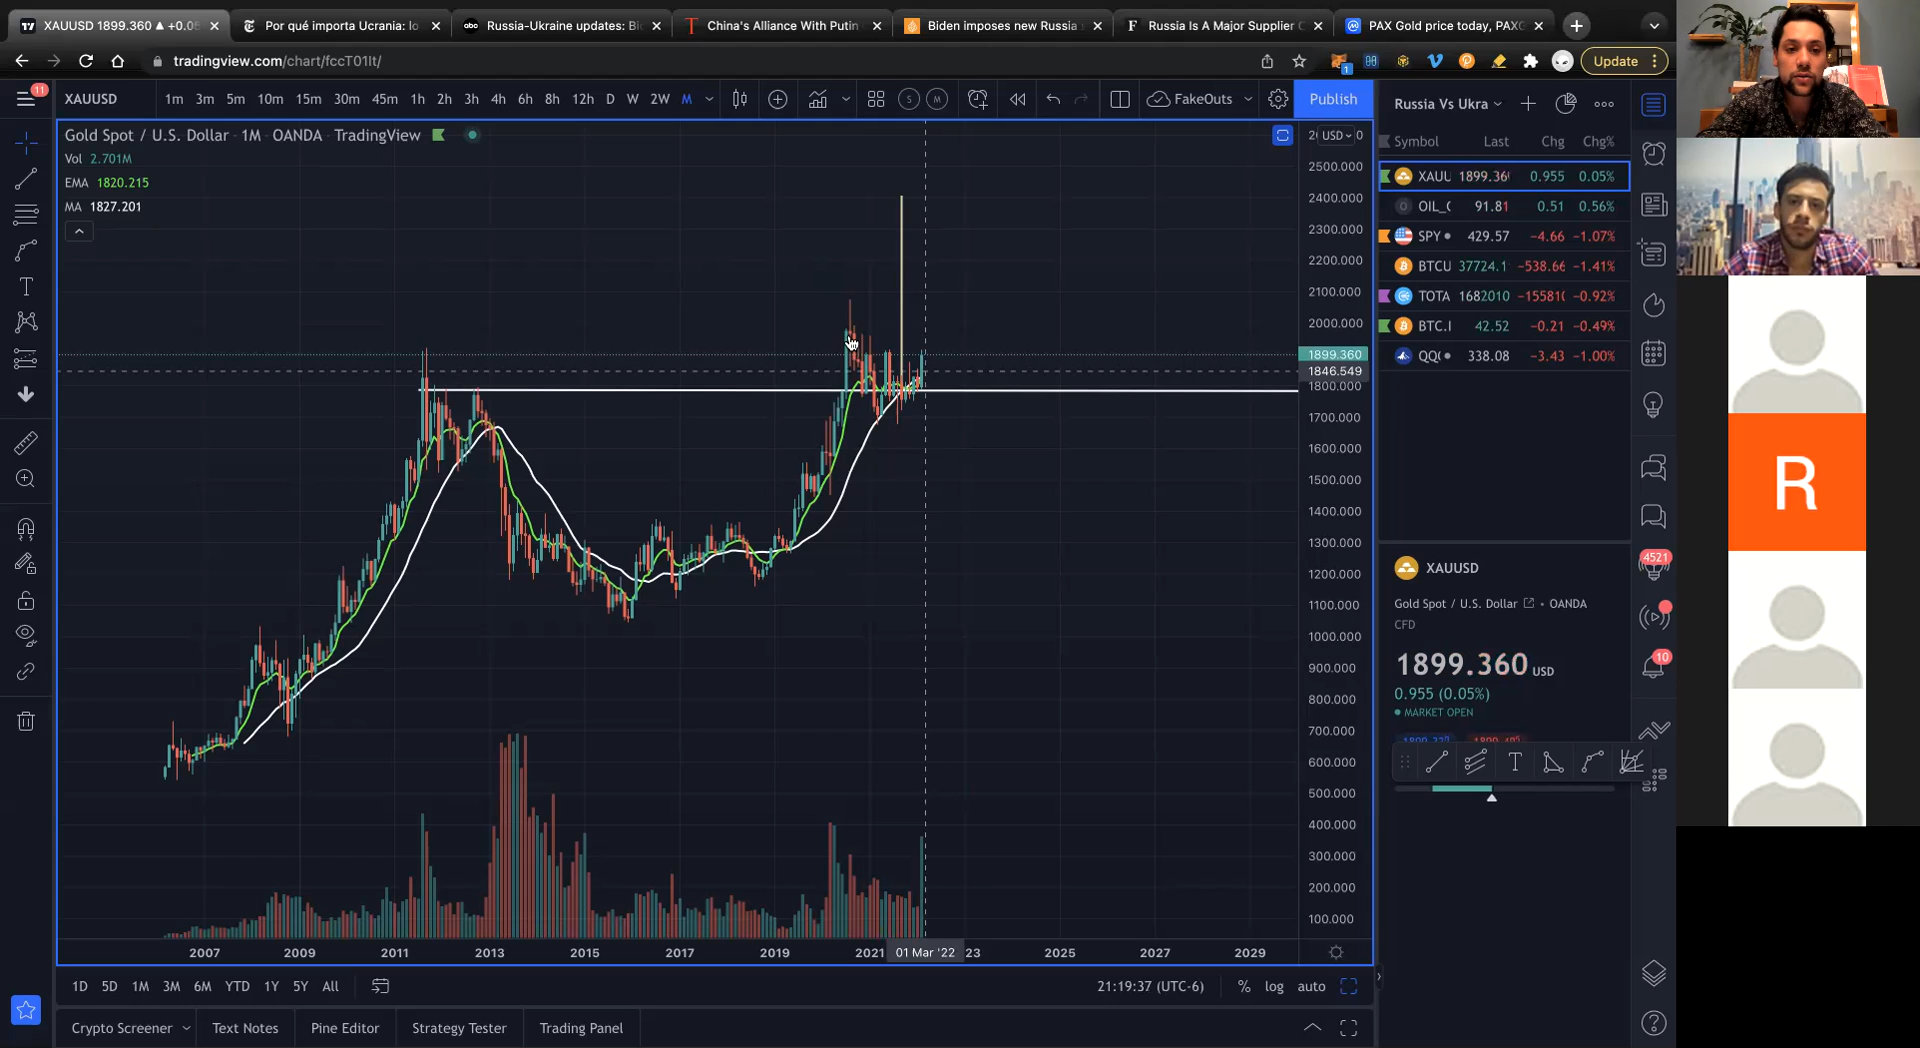 XAUUSD 1899.360 ▲ +0.0
Por qué importa Ucrania: lo
Russia-Ukraine updates: Bi
China's Alliance With Putin
Biden imposes new Russia
Russia Is A Major Supplier
PAX Gold price today, PAXG
tradingview.com/chart/fccT01lt/
1
Update
11
XAUUSD
1m 3m 5m 10m 15m 30m 45m 1h 2h 3h 4h 6h 8h 12h D W 2W M
S
M
FakeOuts
Publish
Russia Vs Ukra
Gold Spot / U.S. Dollar · 1M · OANDA · TradingView
Vol 2.701M
EMA 1820.215
MA 1827.201
USD
2500.000
2400.000
2300.000
2200.000
2100.000
2000.000
1899.360
1846.549
1800.000
1700.000
1600.000
1500.000
1400.000
1300.000
1200.000
1100.000
1000.000
900.000
800.000
700.000
600.000
500.000
400.000
300.000
200.000
100.000
2007 2009 2011 2013 2015 2017 2019 2021 01 Mar '22 23 2025 2027 2029
Symbol Last Chg Chg%
XAUU 1899.36 0.955 0.05%
OIL_ 91.81 0.51 0.56%
SPY 429.57 −4.66 −1.07%
BTCU 37724.1 −538.66 −1.41%
TOTA 1682010 −15581 −0.92%
BTC. 42.52 −0.21 −0.49%
QQ 338.08 −3.43 −1.00%
XAUUSD
Gold Spot / U.S. Dollar • OANDA
CFD
1899.360 USD
0.955 (0.05%)
MARKET OPEN
4521
10
R
1D 5D 1M 3M 6M YTD 1Y 5Y All
21:19:37 (UTC-6)
% log auto
Crypto Screener
Text Notes
Pine Editor
Strategy Tester
Trading Panel